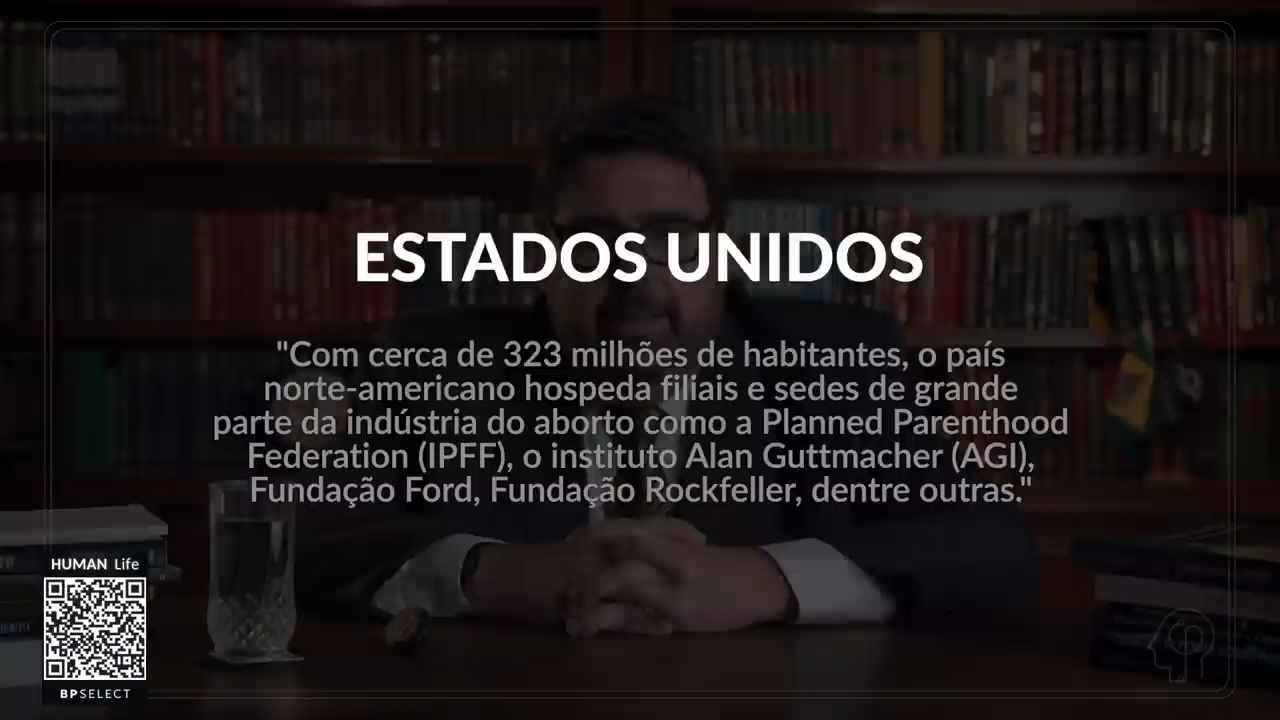 ESTADOS UNIDOS
"Com cerca de 323 milhões de habitantes, o país
norte-americano hospeda filiais e sedes de grande
parte da indústria do aborto como a Planned Parenthood
Federation (IPFF), o instituto Alan Guttmacher (AGI),
Fundação Ford, Fundação Rockfeller, dentre outras."
HUMAN Life
BPSELECT